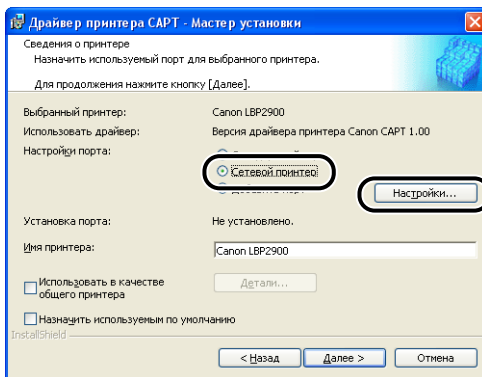 Драйвер принтера CAPT - Мастер установки
Сведения о принтере
Назначить используемый порт для выбранного принтера.
Для продолжения нажмите кнопку [Далее].
Выбранный принтер: Canon LBP2900
Использовать драйвер: Версия драйвера принтера Canon CAPT 1.00
Настройки порта:
Сетевой принтер
Настройки...
Установка порта: Не установлено.
Имя принтера: Canon LBP2900
Использовать в качестве
общего принтера
Детали...
Назначить используемым по умолчанию
InstallShield
< Назад Далее > Отмена